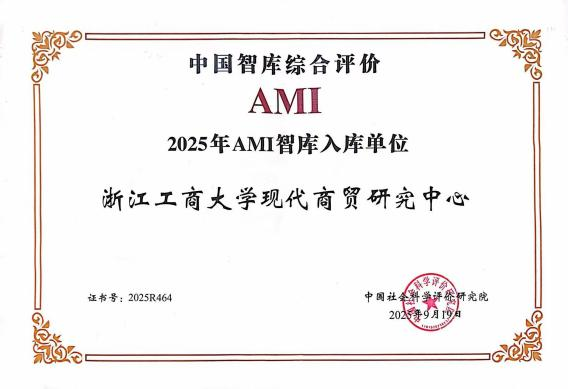 中国智库综合评价
AMI
2025年AMI智库入库单位
浙江工商大学现代商贸研究中心
证书号：2025R464
中国社会科学评价研究院
2025年9月19日